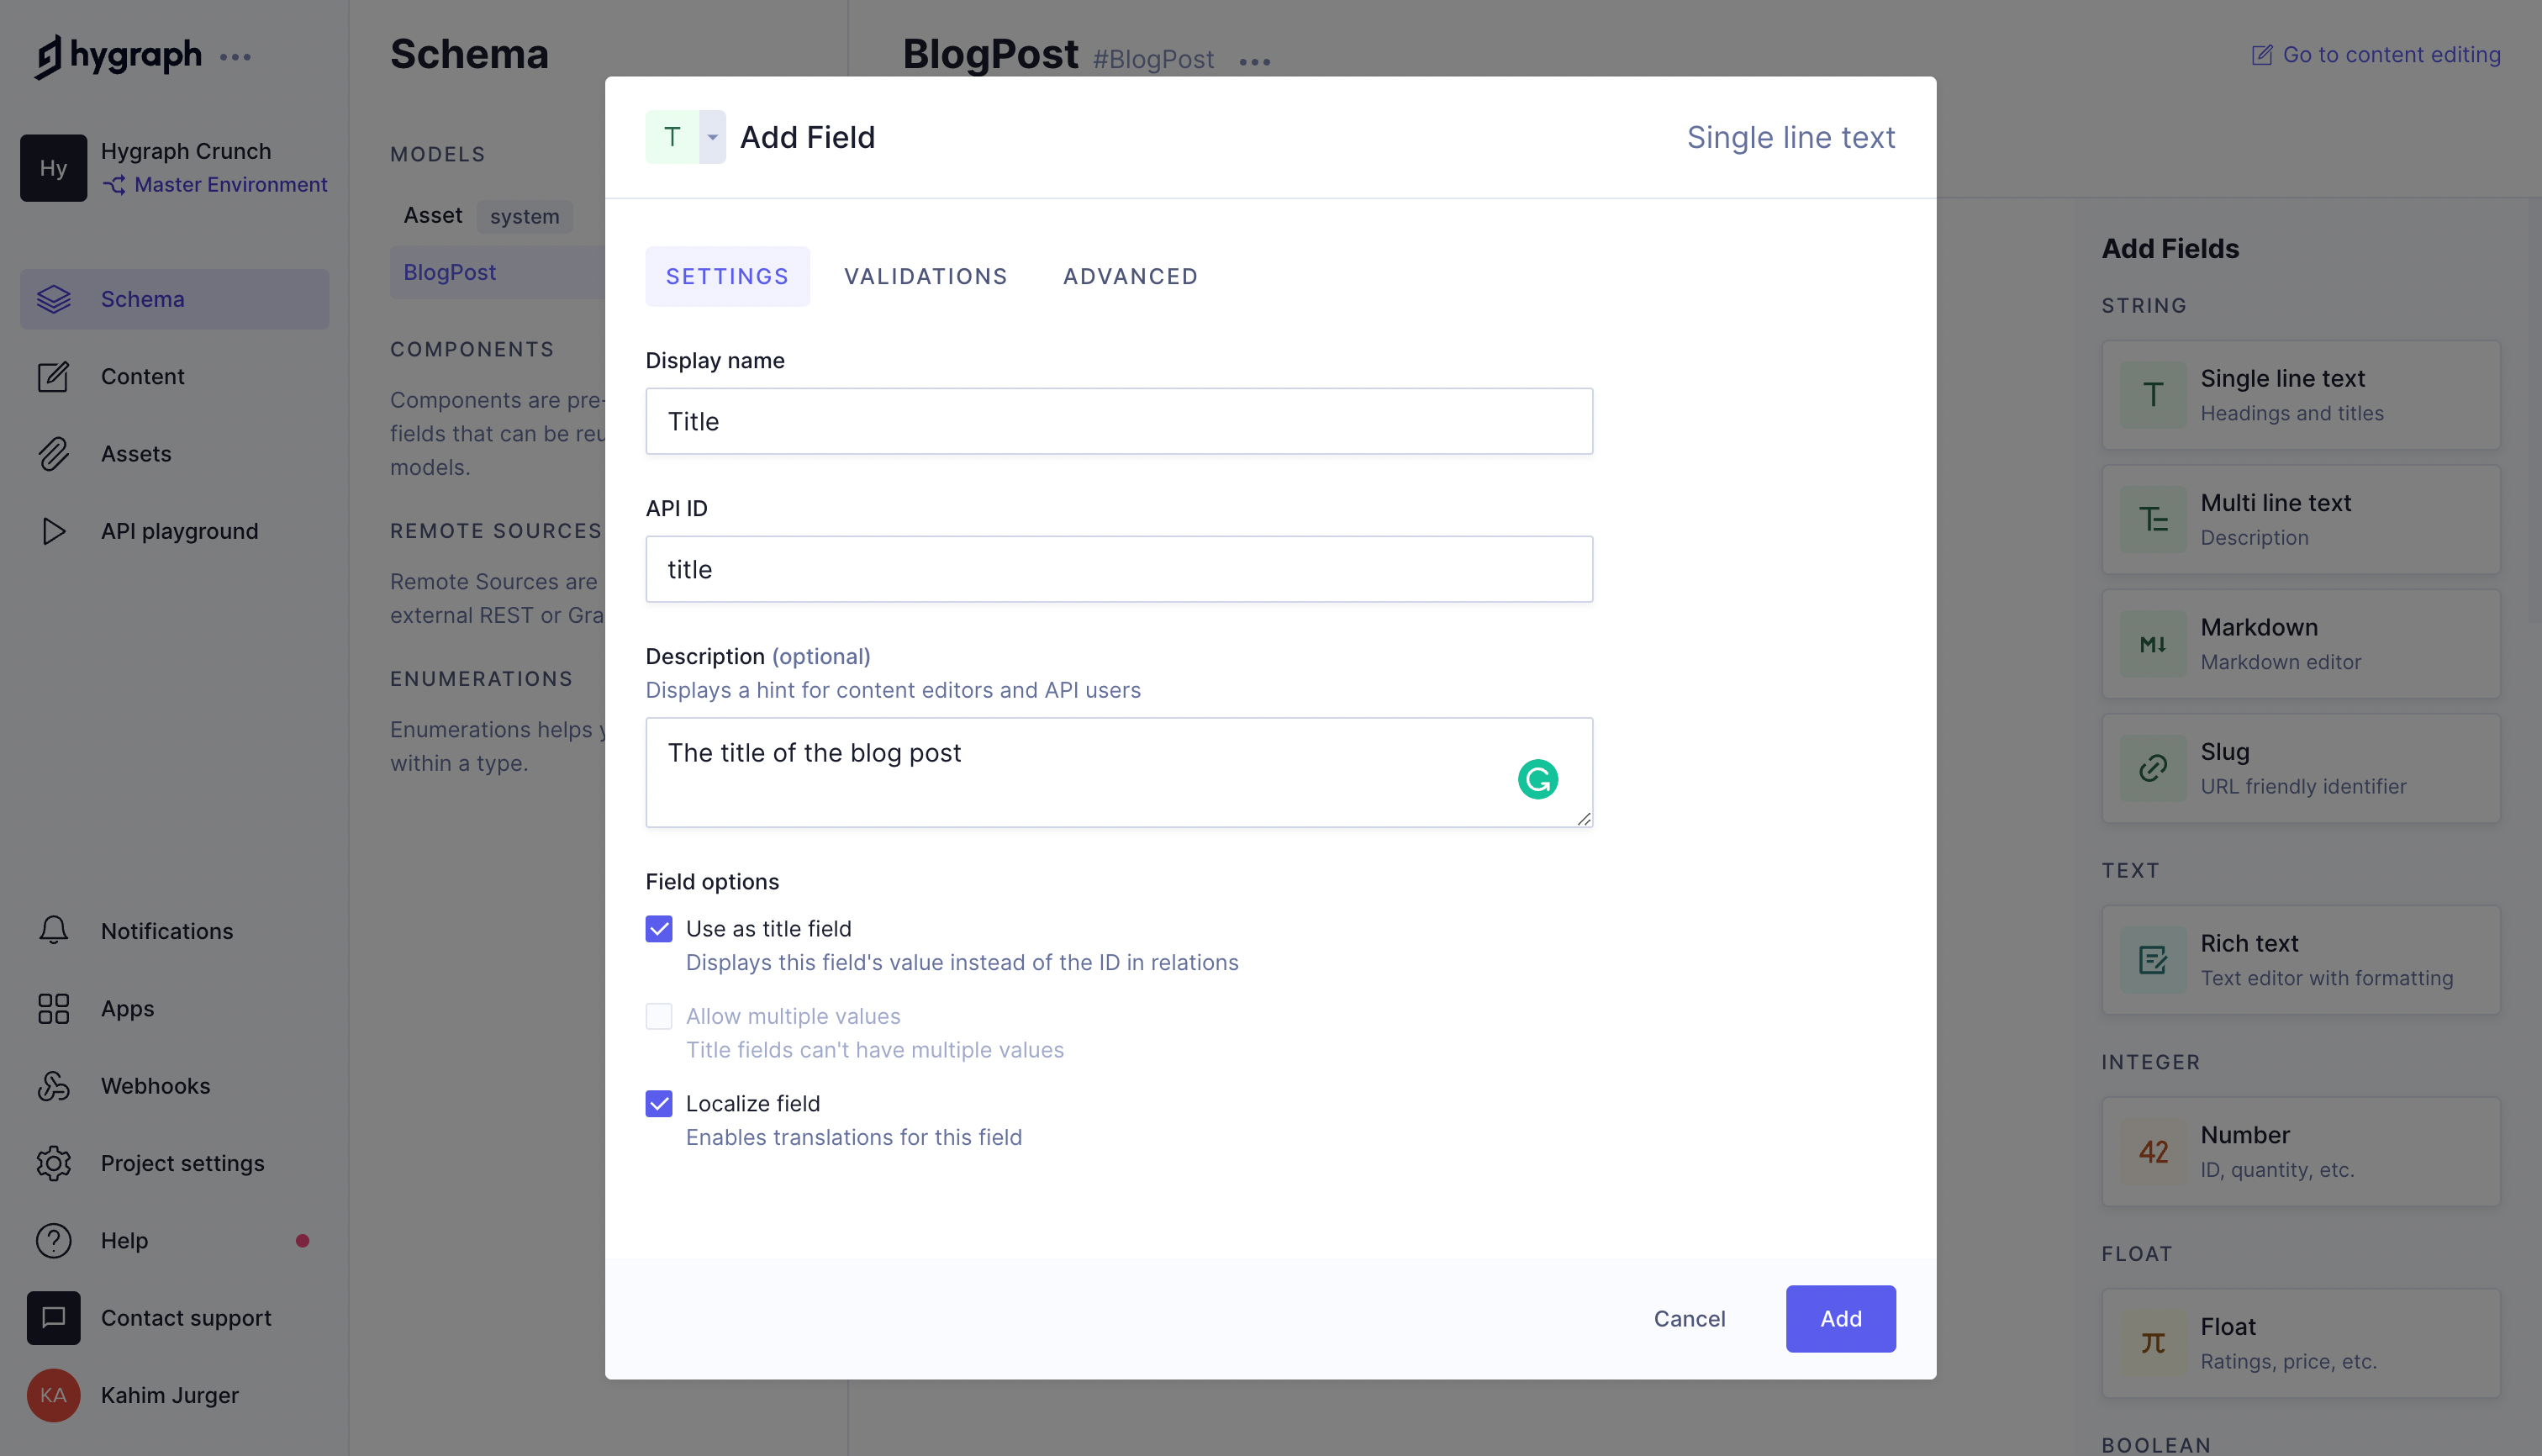 hygraph
Hy
Hygraph Crunch
Master Environment
Schema
Content
Assets
API playground
Notifications
Apps
Webhooks
Project settings
Help
Contact support
KA
Kahim Jurger
Schema
MODELS
Asset system
BlogPost
COMPONENTS
Components are pre-
fields that can be reu
models.
REMOTE SOURCES
Remote Sources are
external REST or Gra
ENUMERATIONS
Enumerations helps y
within a type.
BlogPost #BlogPost
Go to content editing
T Add Field
Single line text
SETTINGS VALIDATIONS ADVANCED
Display name
Title
API ID
title
Description (optional)
Displays a hint for content editors and API users
The title of the blog post
Field options
Use as title field
Displays this field's value instead of the ID in relations
Allow multiple values
Title fields can't have multiple values
Localize field
Enables translations for this field
Cancel Add
Add Fields
STRING
T Single line text
Headings and titles
Multi line text
Description
Markdown
Markdown editor
Slug
URL friendly identifier
TEXT
Rich text
Text editor with formatting
INTEGER
42 Number
ID, quantity, etc.
FLOAT
π Float
Ratings, price, etc.
BOOLEAN